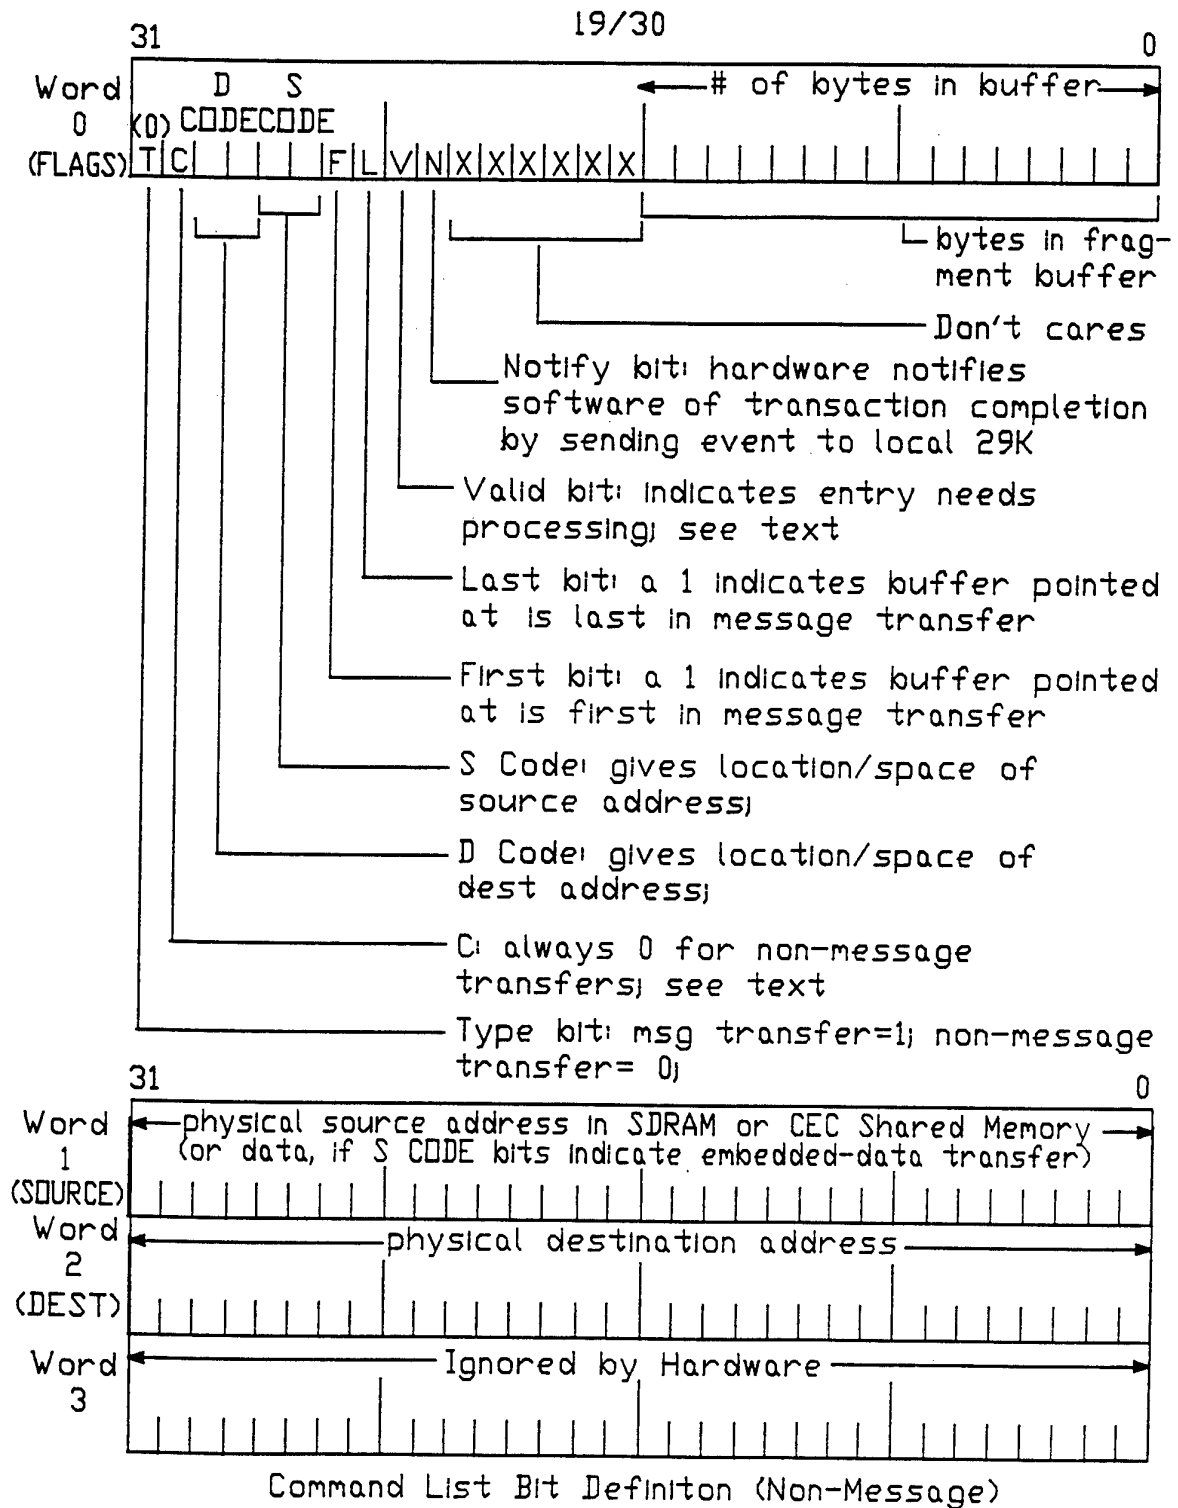 19/30
31
0
Word
0
(FLAGS)
D S
(0) CODECODE
# of bytes in buffer
T C F L V N X X X X X X
bytes in frag-
ment buffer
Don't cares
Notify bit: hardware notifies
software of transaction completion
by sending event to local 29K
Valid bit: indicates entry needs
processing; see text
Last bit: a 1 indicates buffer pointed
at is last in message transfer
First bit: a 1 indicates buffer pointed
at is first in message transfer
S Code: gives location/space of
source address;
D Code: gives location/space of
dest address;
C: always 0 for non-message
transfers; see text
Type bit: msg transfer=1; non-message
transfer= 0;
31
0
Word
1
(SOURCE)
physical source address in SDRAM or CEC Shared Memory
(or data, if S CODE bits indicate embedded-data transfer)
Word
2
(DEST)
physical destination address
Word
3
Ignored by Hardware
Command List Bit Definiton (Non-Message)